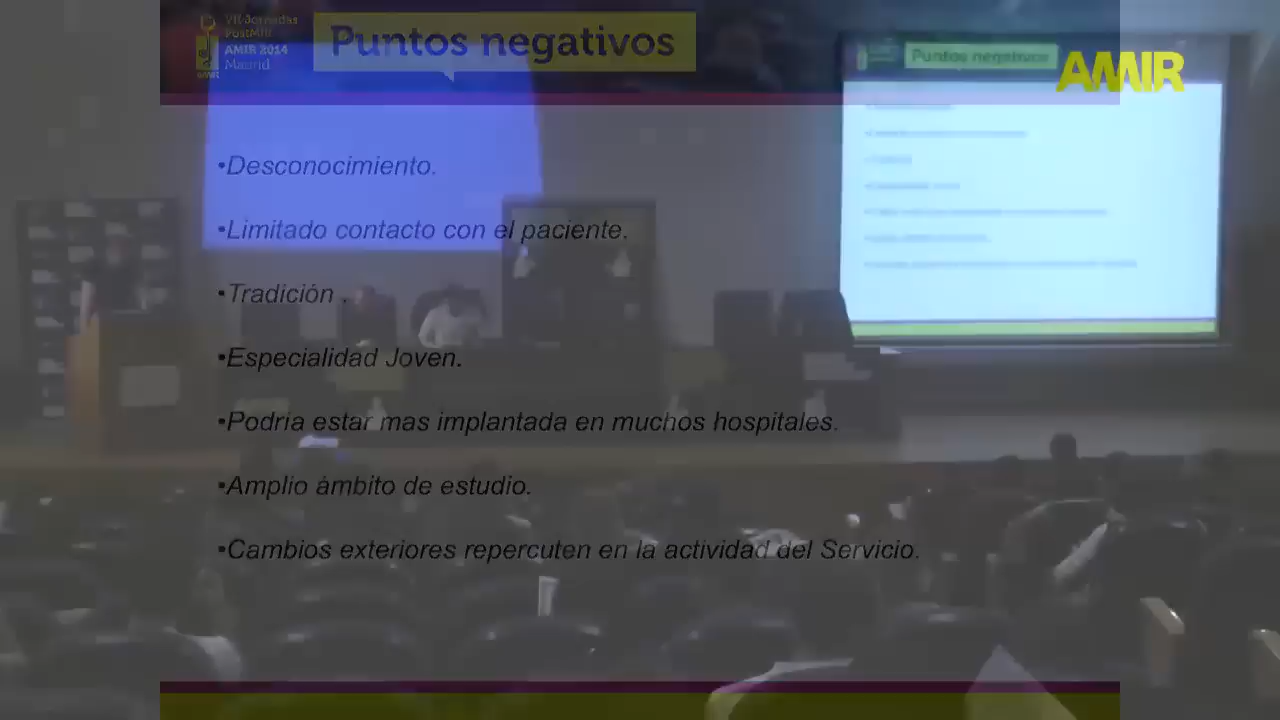 VII Jornadas
PostMIR
AMIR 2014
Madrid
AMIR
Puntos negativos
Puntos negativos
AMIR
•Desconocimiento.
•Limitado contacto con el paciente.
•Tradición .
•Especialidad Joven.
•Podría estar mas implantada en muchos hospitales.
•Amplio ámbito de estudio.
•Cambios exteriores repercuten en la actividad del Servicio.